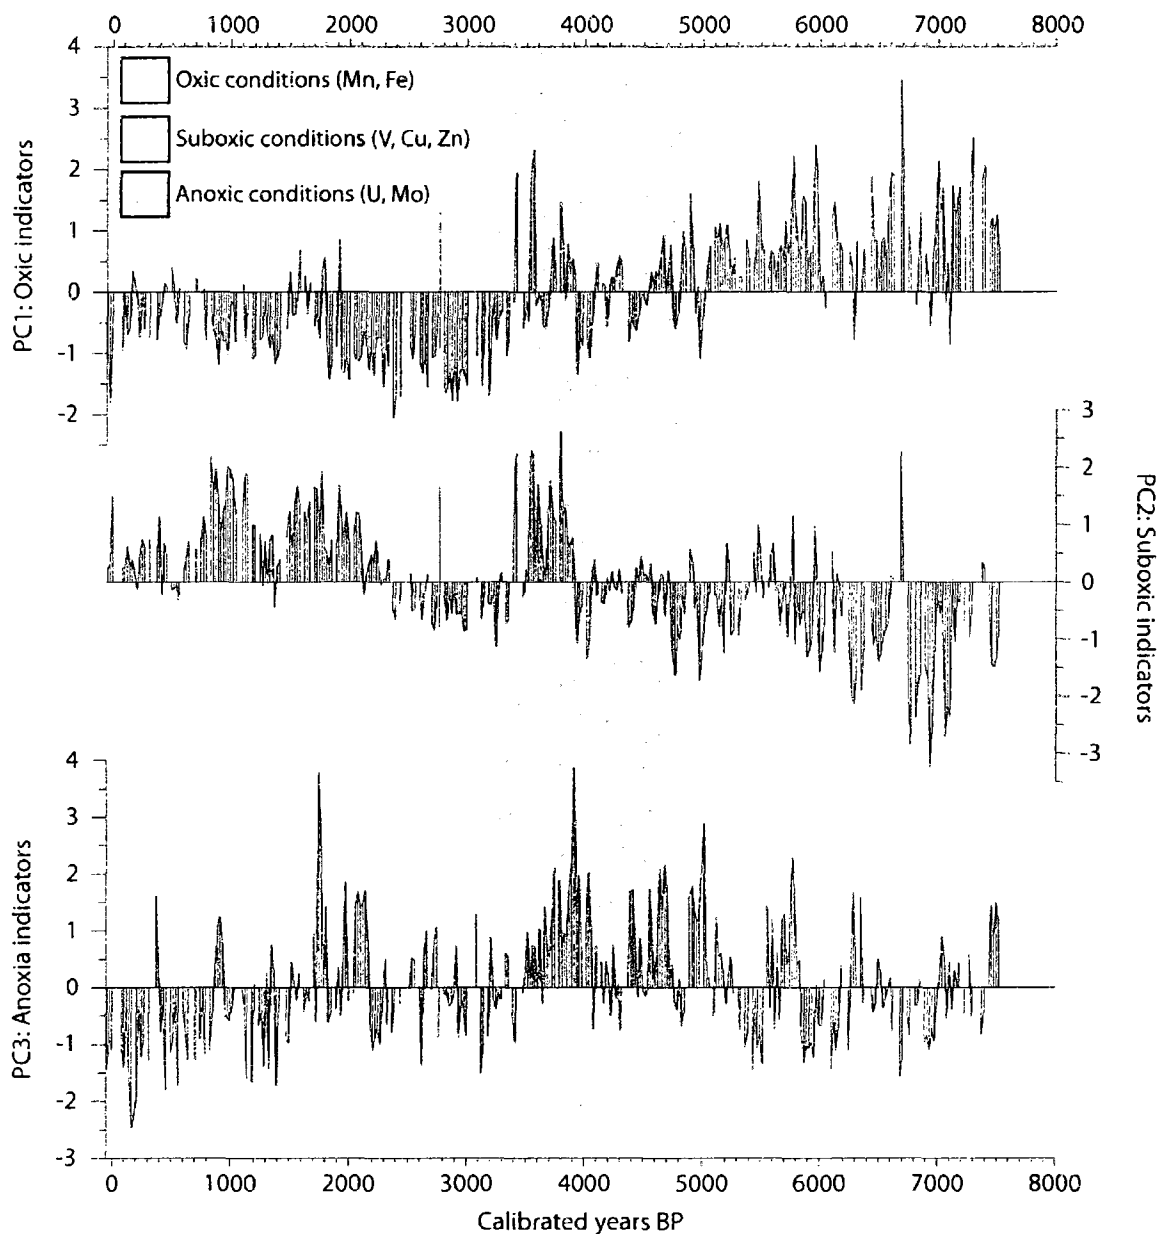 0 1000 2000 3000 4000 5000 6000 7000 8000
4
3
2
1
0
-1
-2
PC1: Oxic indicators
Oxic conditions (Mn, Fe)
Suboxic conditions (V, Cu, Zn)
Anoxic conditions (U, Mo)
3
2
1
0
-1
-2
-3
PC2: Suboxic indicators
4
3
2
1
0
-1
-2
-3
PC3: Anoxia indicators
0 1000 2000 3000 4000 5000 6000 7000 8000
Calibrated years BP